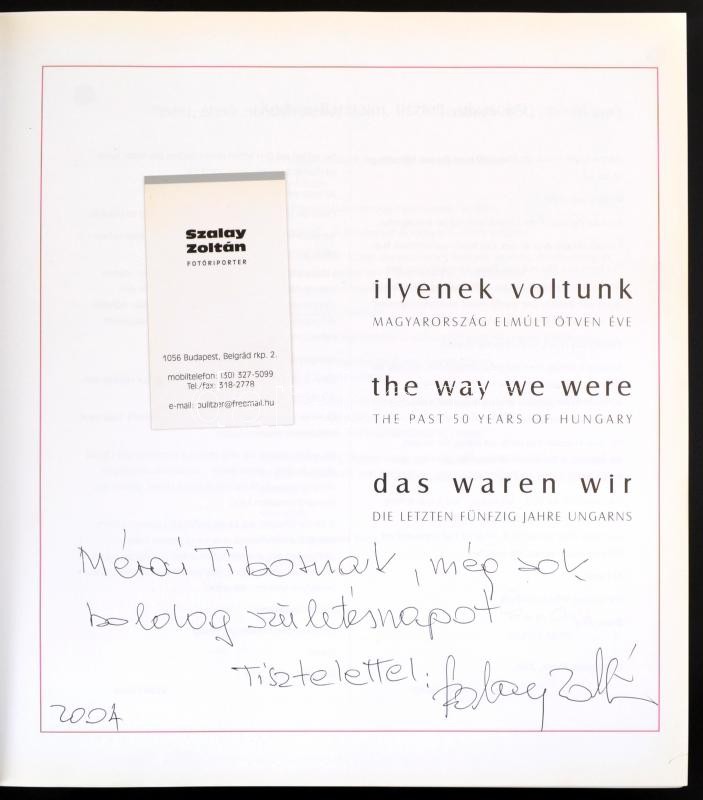 Szalay
Zoltán
FOTÓRIPORTER
1056 Budapest, Belgrád rkp. 2.
mobiltelefon: (30) 327-5099
Tel./fax: 318-2778
e-mail: pulitzer@freemail.hu
ilyenek voltunk
MAGYARORSZÁG ELMÚLT ÖTVEN ÉVE
the way we were
THE PAST 50 YEARS OF HUNGARY
das waren wir
DIE LETZTEN FÜNFZIG JAHRE UNGARNS
Mérai Tibornak, még sok
boldog születésnapot
Tisztelettel: Szalay Zoltán
2004